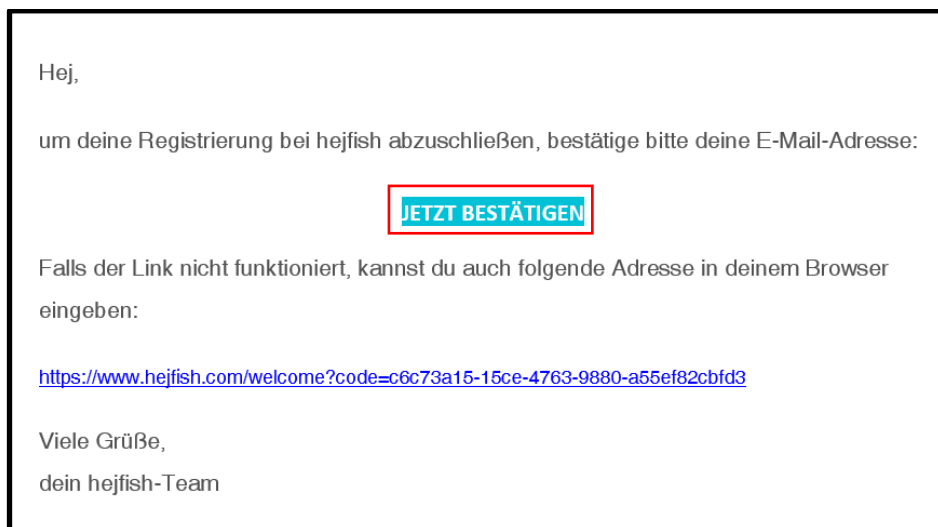 Hej,
um deine Registrierung bei hejfish abzuschließen, bestätige bitte deine E-Mail-Adresse:
JETZT BESTÄTIGEN
Falls der Link nicht funktioniert, kannst du auch folgende Adresse in deinem Browser
eingeben:
https://www.hejfish.com/welcome?code=c6c73a15-15ce-4763-9880-a55ef82cbfd3
Viele Grüße,
dein hejfish-Team